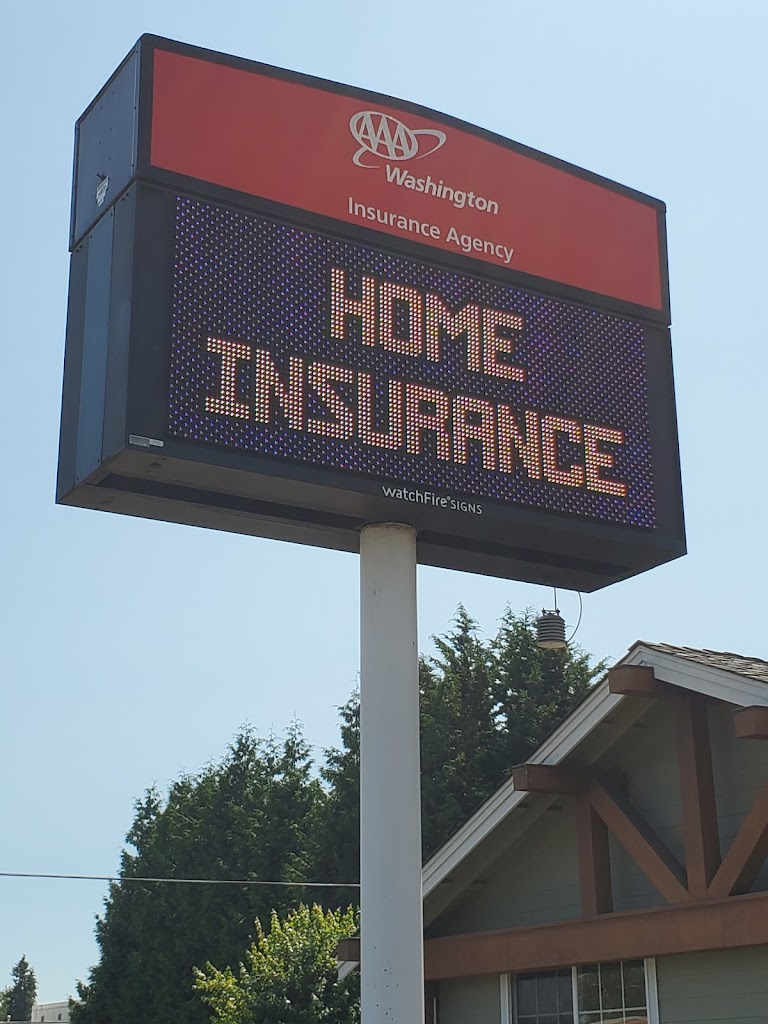 AAA
Washington
Insurance Agency
HOME
INSURANCE
watchFire® SIGNS